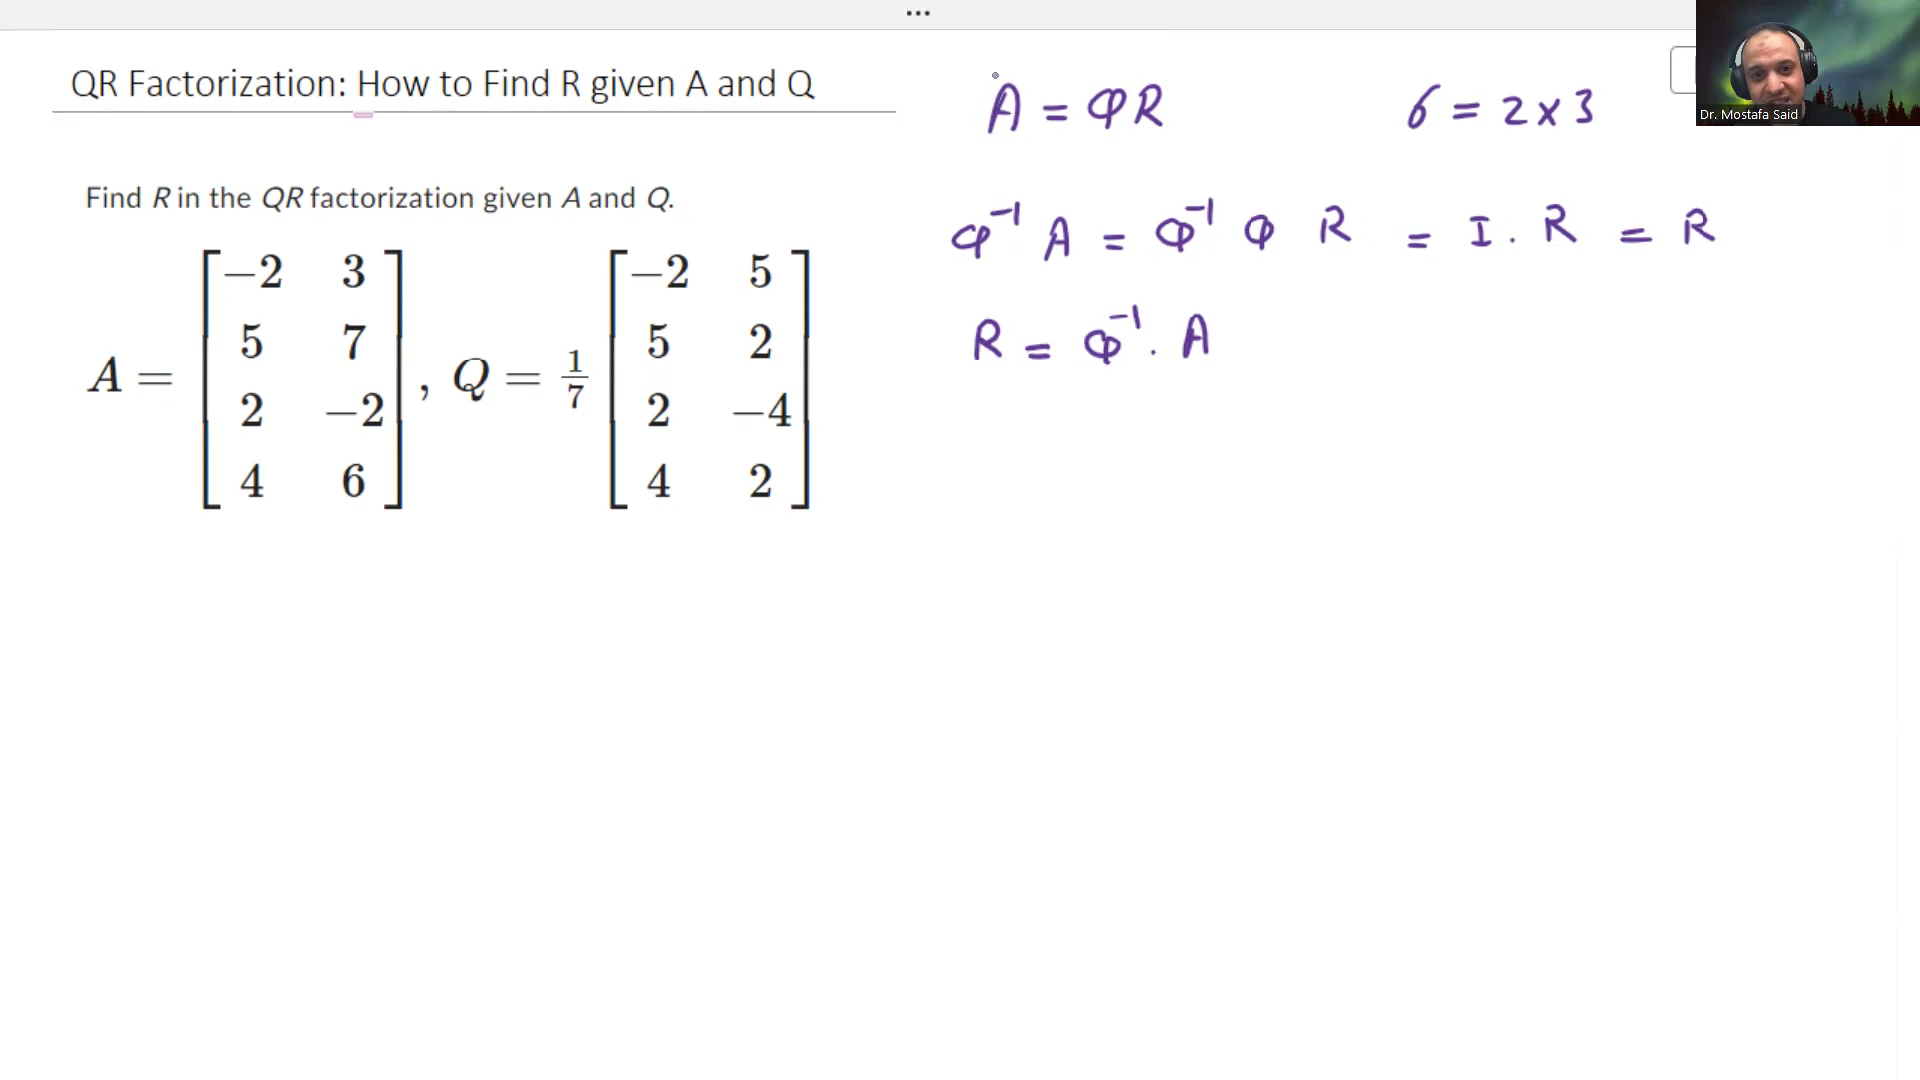 ...
QR Factorization: How to Find R given A and Q
A = QR
6 = 2 x 3
Dr. Mostafa Said
Find R in the QR factorization given A and Q.
Q⁻¹ A = Q⁻¹ Q R = I . R = R
R = Q⁻¹ . A
A = [ −2 3
5 7
2 −2
4 6 ] , Q = 1/7 [ −2 5
5 2
2 −4
4 2 ]